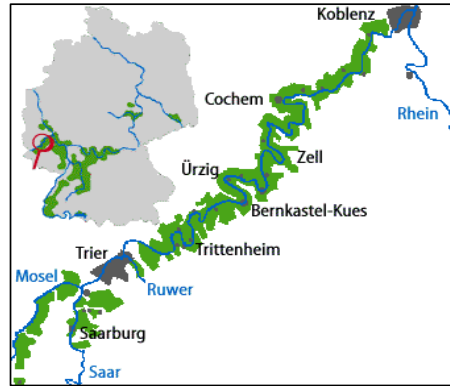 Koblenz
Cochem
Rhein
Zell
Ürzig
Bernkastel-Kues
Trittenheim
Trier
Mosel
Ruwer
Saarburg
Saar